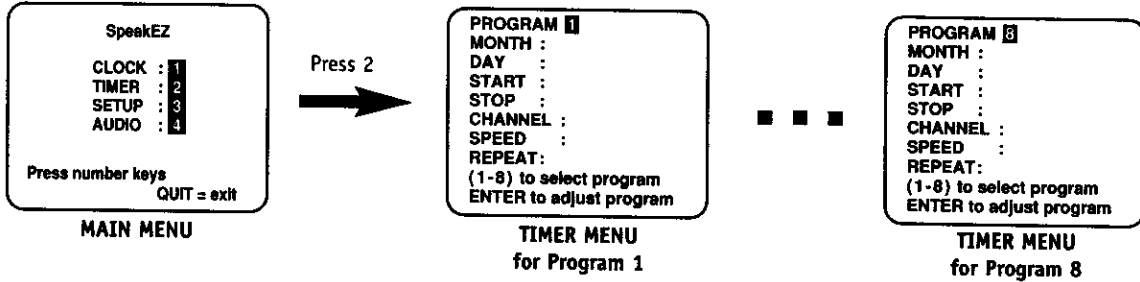 SpeakEZ
CLOCK : 1
TIMER : 2
SETUP : 3
AUDIO : 4
Press number keys
QUIT = exit
MAIN MENU
Press 2
PROGRAM 1
MONTH :
DAY :
START :
STOP :
CHANNEL :
SPEED :
REPEAT:
(1-8) to select program
ENTER to adjust program
TIMER MENU
for Program 1
PROGRAM 8
MONTH :
DAY :
START :
STOP :
CHANNEL :
SPEED :
REPEAT:
(1-8) to select program
ENTER to adjust program
TIMER MENU
for Program 8